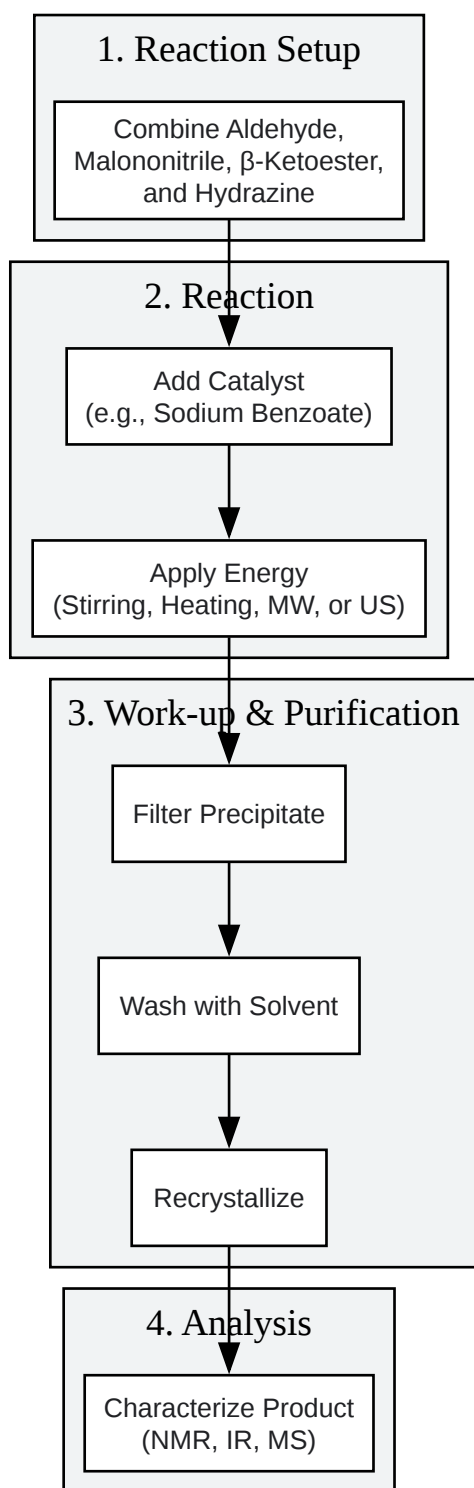 1. Reaction Setup
Combine Aldehyde,
Malononitrile, β-Ketoester,
and Hydrazine
2. Reaction
Add Catalyst
(e.g., Sodium Benzoate)
Apply Energy
(Stirring, Heating, MW, or US)
3. Work-up & Purification
Filter Precipitate
Wash with Solvent
Recrystallize
4. Analysis
Characterize Product
(NMR, IR, MS)